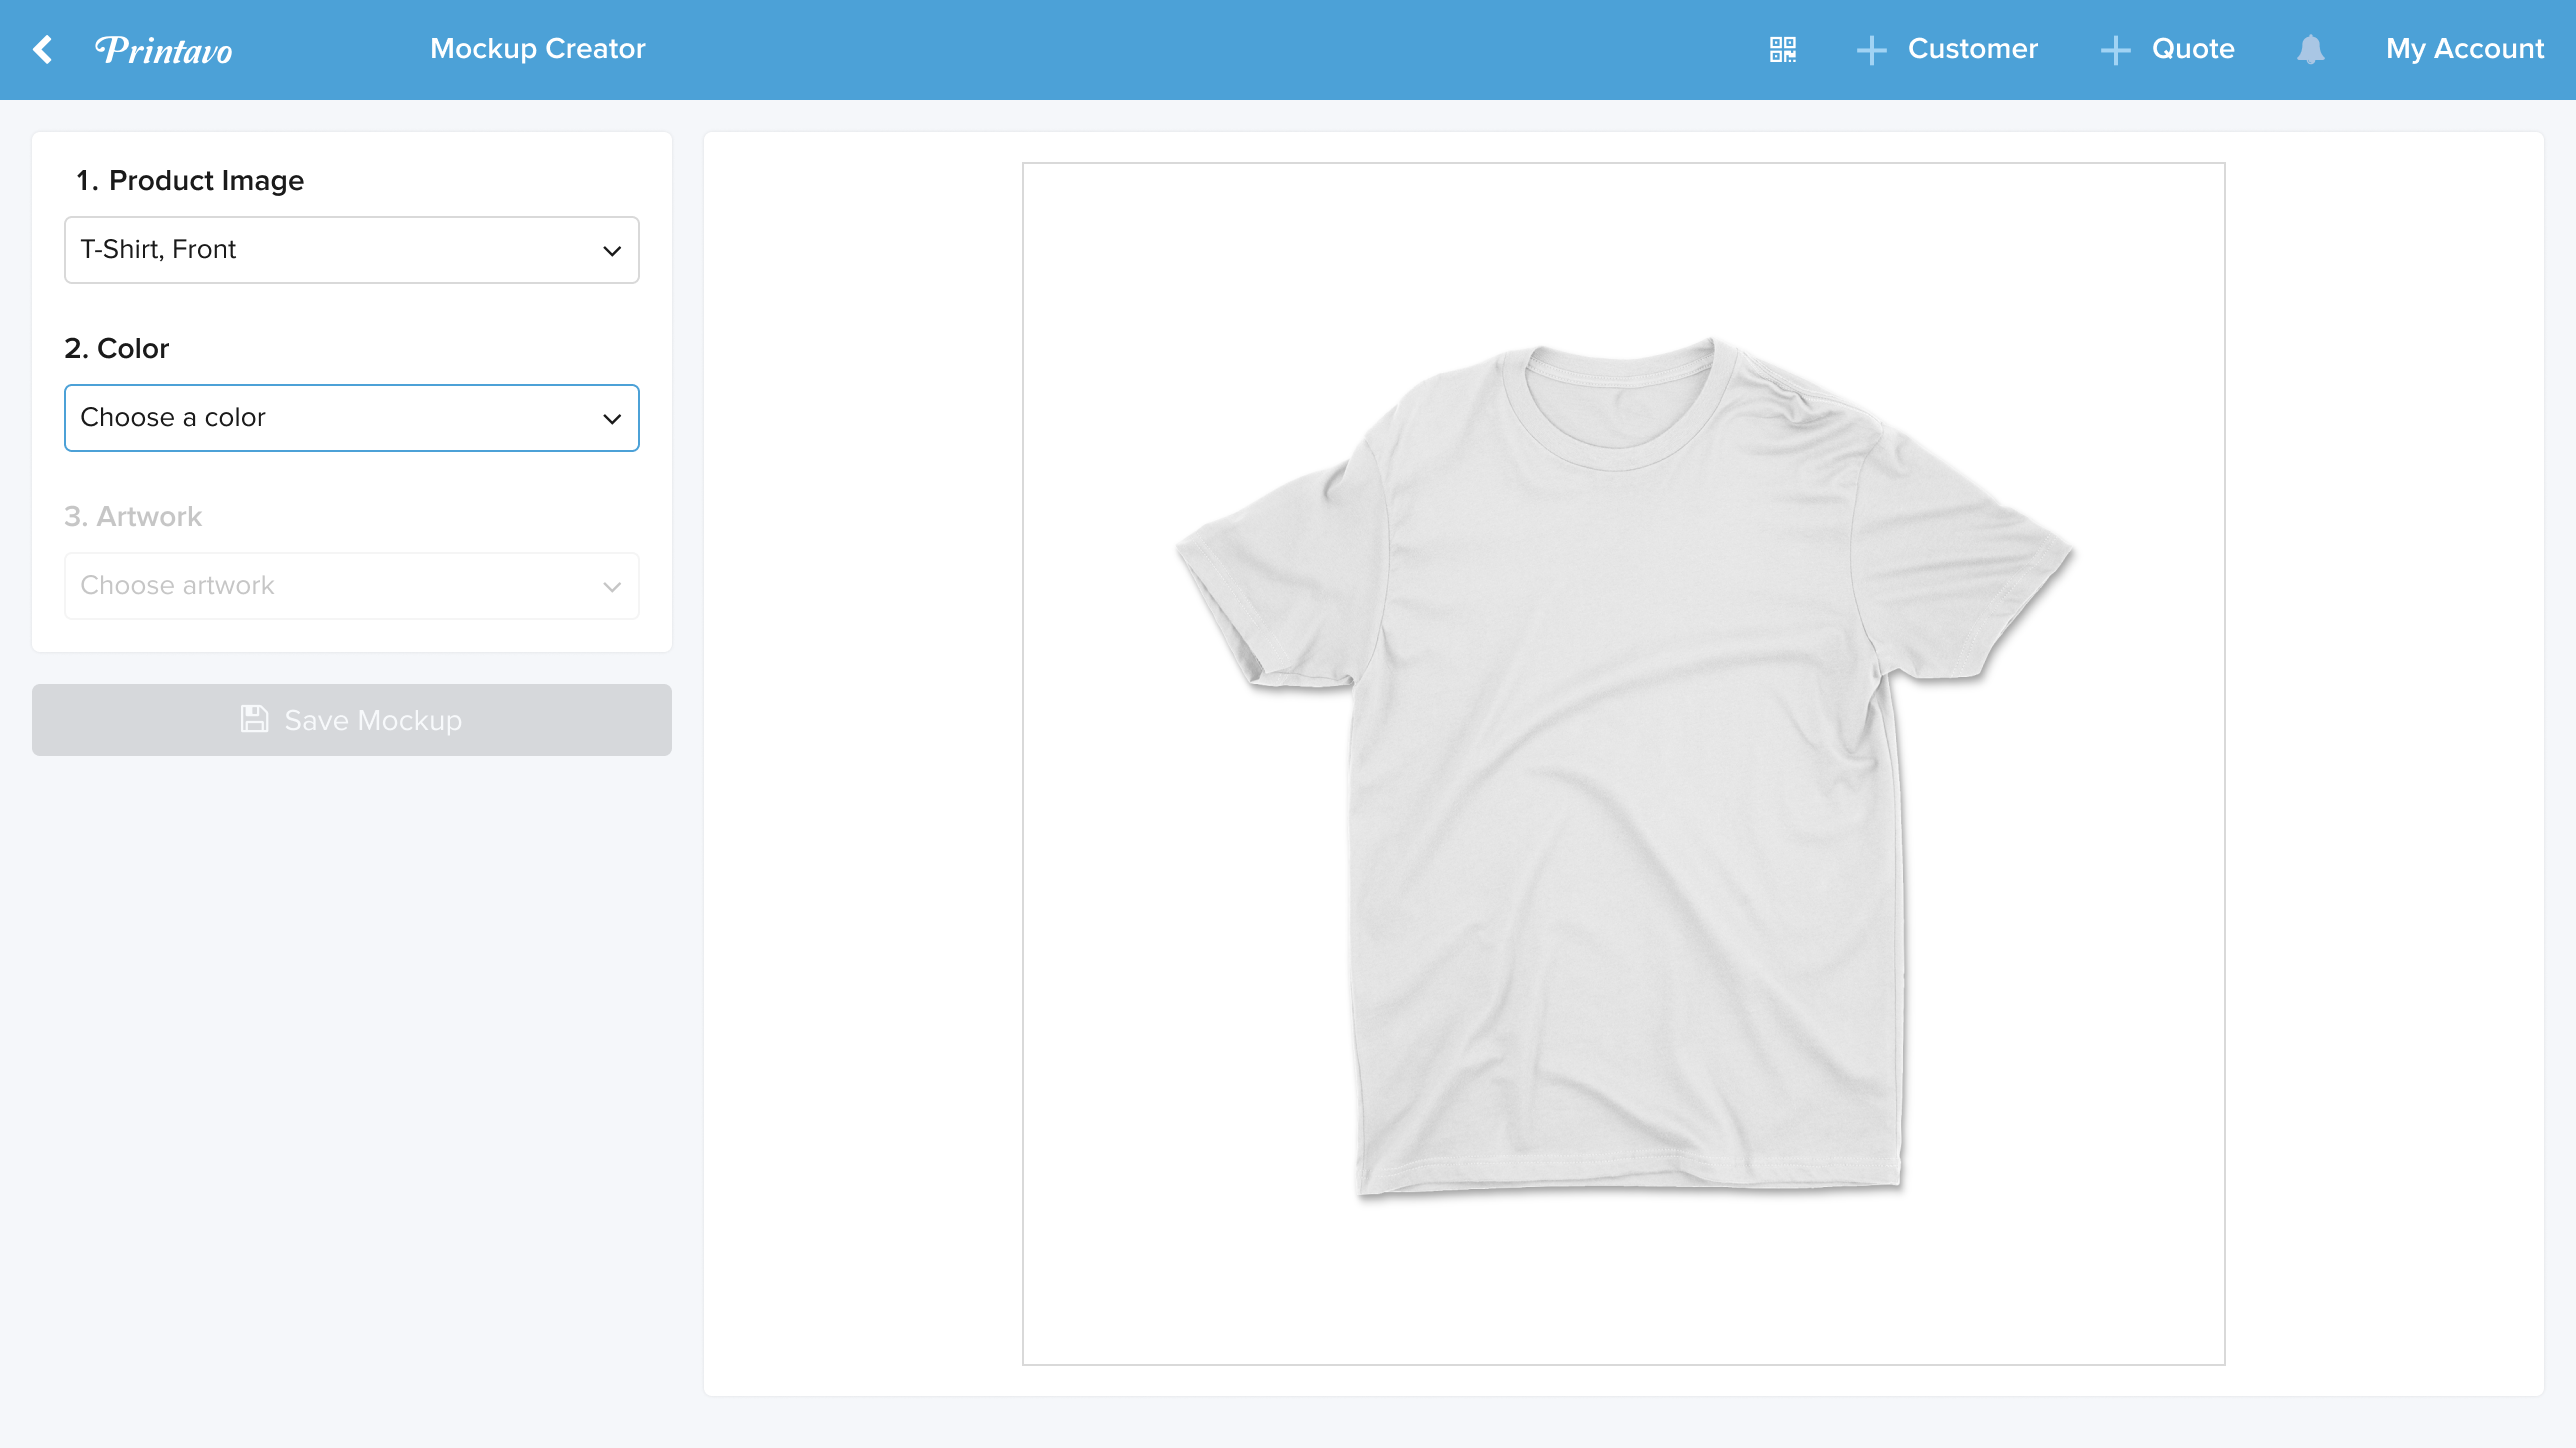 Printavo
Mockup Creator
Customer
Quote
My Account
1. Product Image
T-Shirt, Front
2. Color
Choose a color
3. Artwork
Choose artwork
Save Mockup